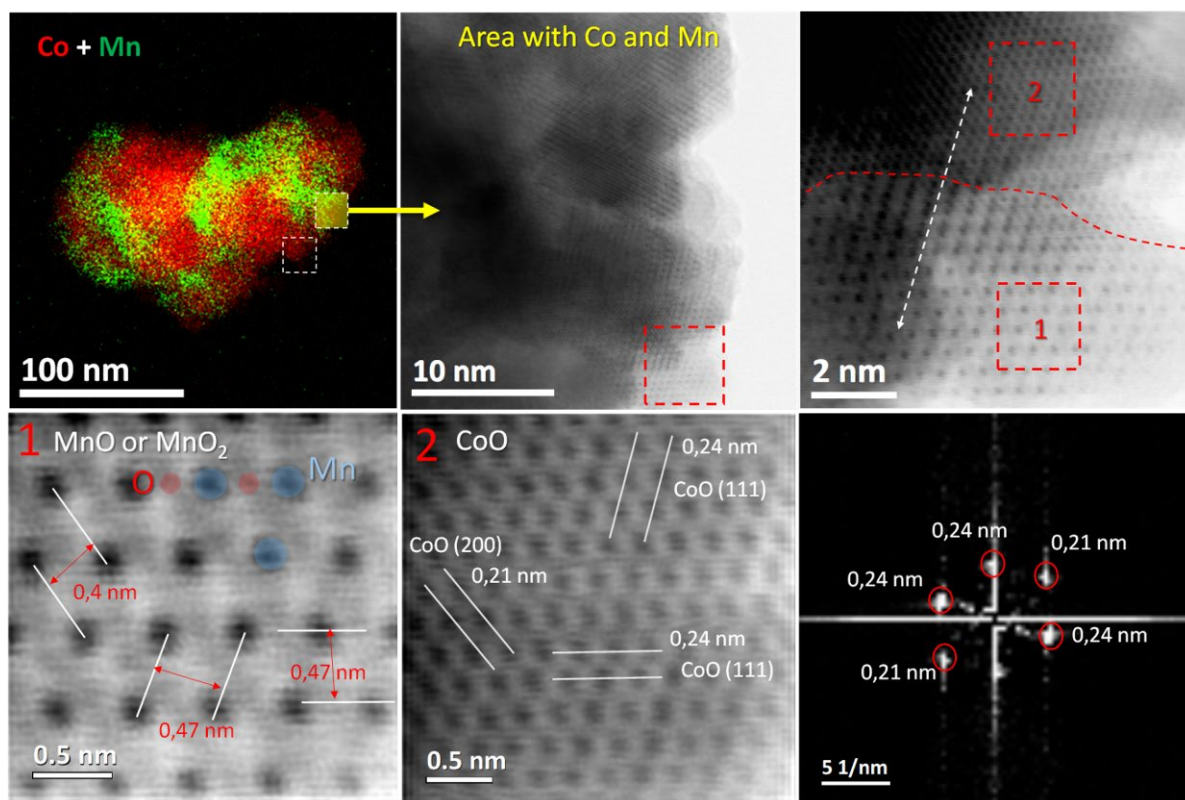 Co + Mn
100 nm
Area with Co and Mn
10 nm
2
1
2 nm
1 MnO or MnO₂
O
Mn
0,4 nm
0,47 nm
0,47 nm
0.5 nm
2 CoO
0,24 nm
CoO (111)
CoO (200)
0,21 nm
0,24 nm
CoO (111)
0.5 nm
0,24 nm
0,21 nm
0,24 nm
0,24 nm
0,21 nm
5 1/nm